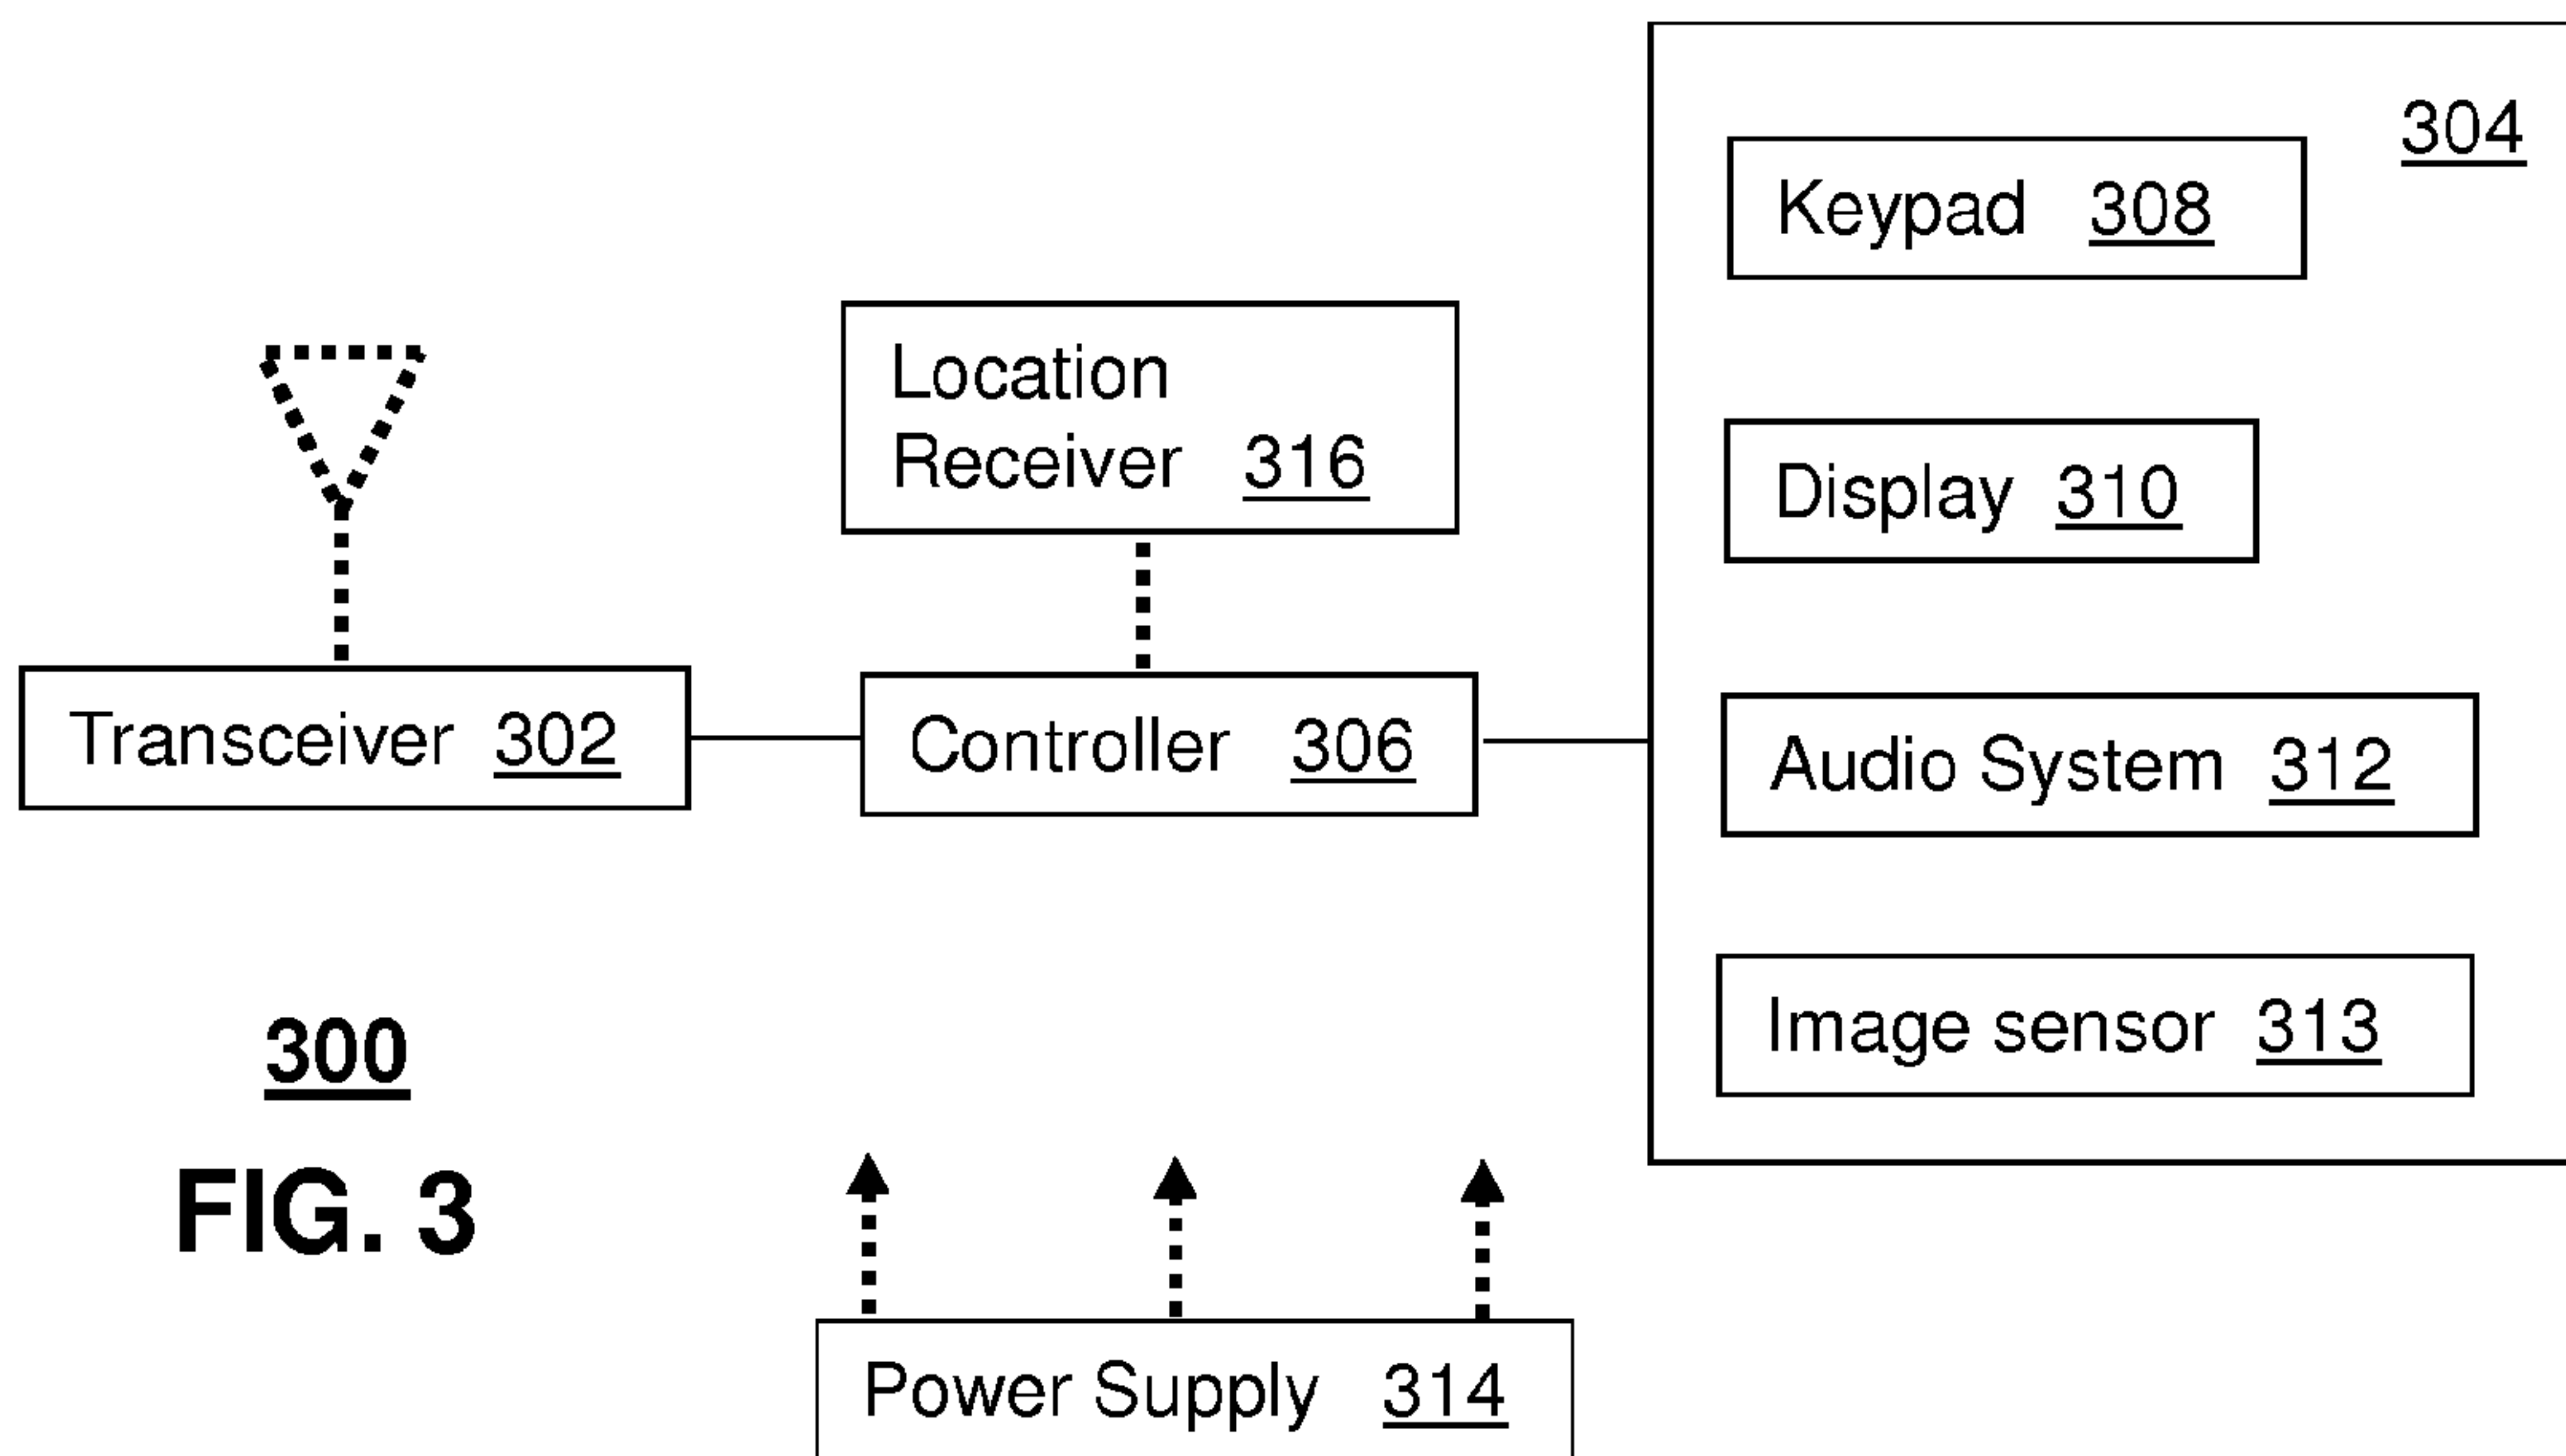 304
Keypad 308
Location
Receiver 316
Display 310
Transceiver 302
Controller 306
Audio System 312
Image sensor 313
300
FIG. 3
Power Supply 314